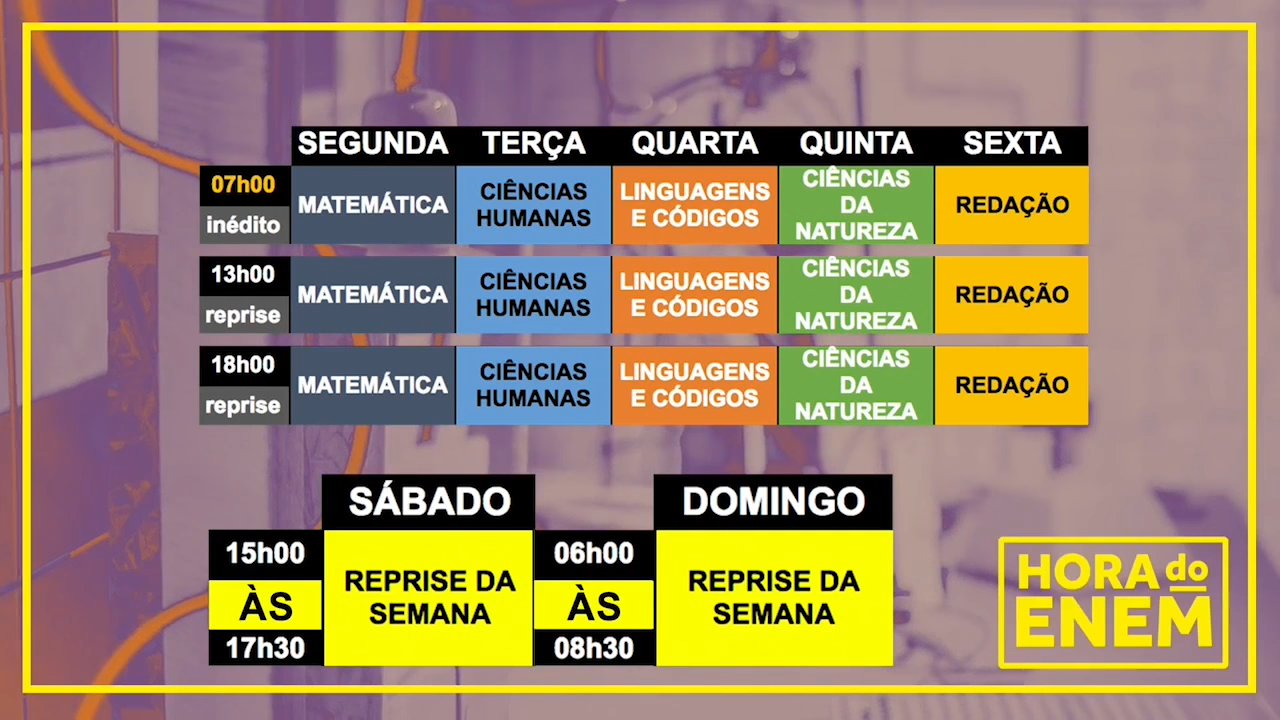 SEGUNDA TERÇA QUARTA QUINTA SEXTA
07h00
inédito
MATEMÁTICA
CIÊNCIAS
HUMANAS
LINGUAGENS
E CÓDIGOS
CIÊNCIAS
DA
NATUREZA
REDAÇÃO
13h00
reprise
MATEMÁTICA
CIÊNCIAS
HUMANAS
LINGUAGENS
E CÓDIGOS
CIÊNCIAS
DA
NATUREZA
REDAÇÃO
18h00
reprise
MATEMÁTICA
CIÊNCIAS
HUMANAS
LINGUAGENS
E CÓDIGOS
CIÊNCIAS
DA
NATUREZA
REDAÇÃO
SÁBADO
15h00
ÀS
17h30
REPRISE DA
SEMANA
DOMINGO
06h00
ÀS
08h30
REPRISE DA
SEMANA
HORA do
ENEM